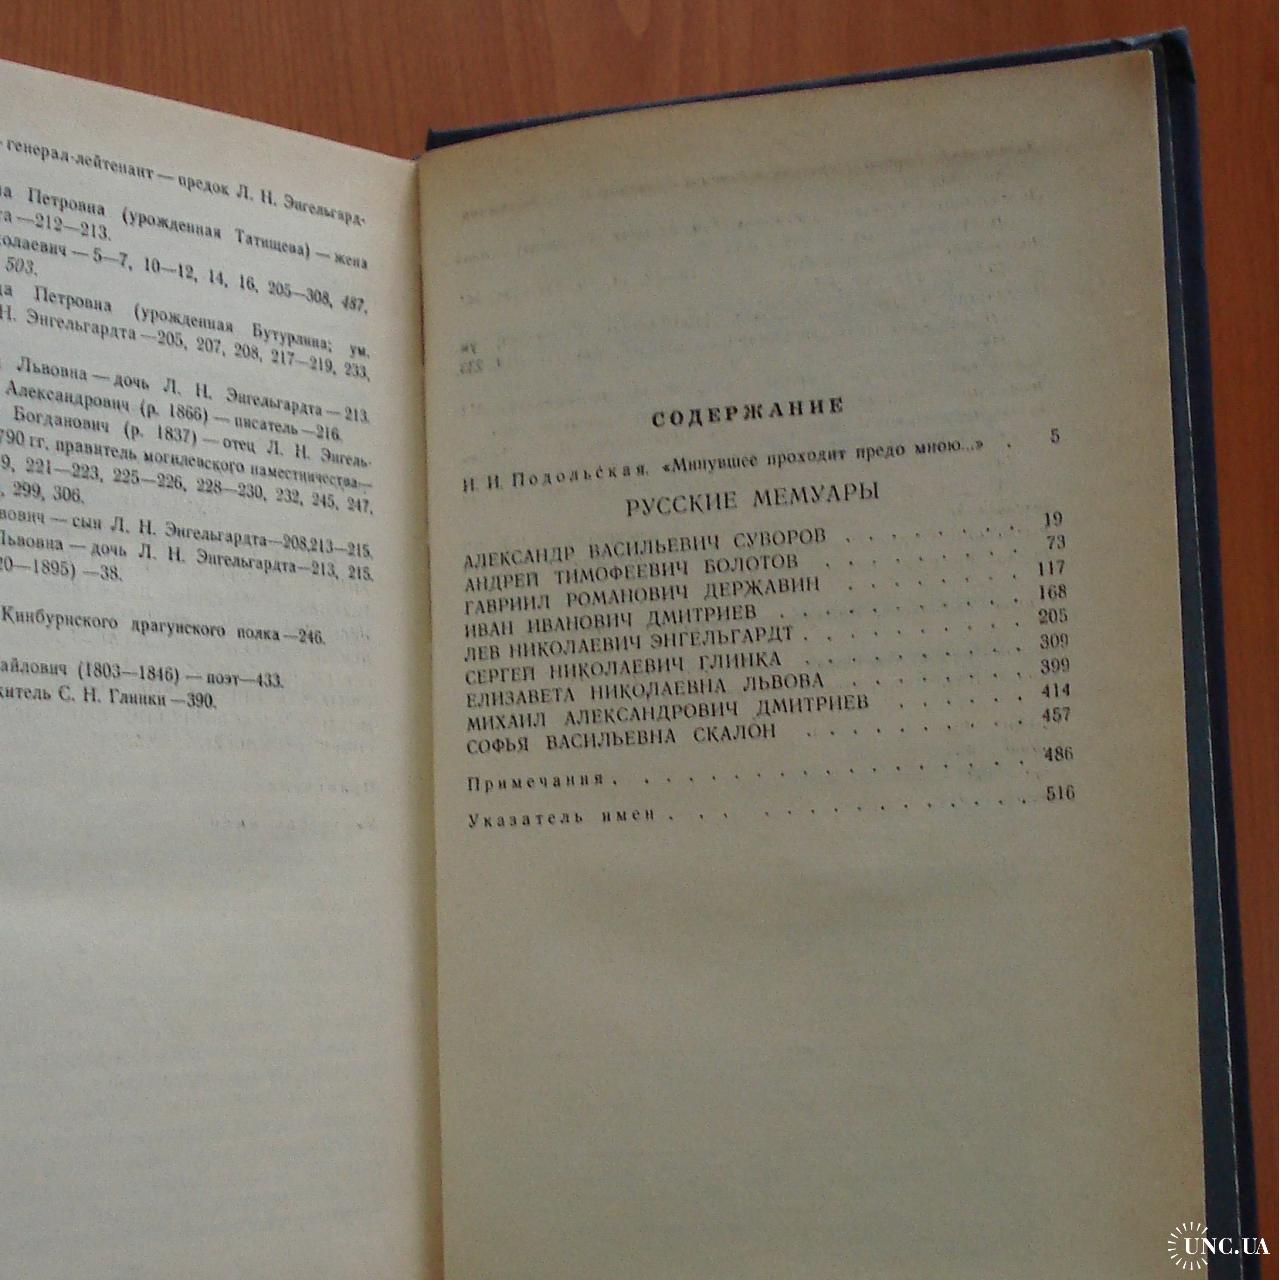 генерал-лейтенант — предок Л. Н. Энгельгард-
на Петровна (урожденная Татищева) — жена
та —212—213.
колаевич — 5—7, 10—12, 14, 16, 205—308, 487,
503.
да Петровна (урожденная Бутурлина; ум.
Н. Энгельгардта —205, 207, 208, 217—219, 233,
Львовна — дочь Л. Н. Энгельгардта — 213.
Александрович (р. 1866) — писатель —216.
Богданович (р. 1837) — отец Л. Н. Энгель-
790 гг. правитель могилевского наместничества—
9, 221—223, 225—226, 228—230, 232, 245, 247,
, 299, 306.
вович — сын Л. Н. Энгельгардта—208,213—215.
Львовна — дочь Л. Н. Энгельгардта—213, 215.
20—1895) —38.
Кинбурнского драгунского полка —246.
айлович (1803—1846) — поэт—433.
житель С. Н. Глинки —390.
СОДЕРЖАНИЕ
И. И. Подольская. «Минувшее проходит предо мною...» . 5
РУССКИЕ МЕМУАРЫ
АЛЕКСАНДР ВАСИЛЬЕВИЧ СУВОРОВ . . . . . . . 19
АНДРЕЙ ТИМОФЕЕВИЧ БОЛОТОВ . . . . . . . . 73
ГАВРИИЛ РОМАНОВИЧ ДЕРЖАВИН . . . . . . . 117
ИВАН ИВАНОВИЧ ДМИТРИЕВ . . . . . . . . . 168
ЛЕВ НИКОЛАЕВИЧ ЭНГЕЛЬГАРДТ . . . . . . . . 205
СЕРГЕЙ НИКОЛАЕВИЧ ГЛИНКА . . . . . . . . 309
ЕЛИЗАВЕТА НИКОЛАЕВНА ЛЬВОВА . . . . . . . 399
МИХАИЛ АЛЕКСАНДРОВИЧ ДМИТРИЕВ . . . . . 414
СОФЬЯ ВАСИЛЬЕВНА СКАЛОН . . . . . . . . 457
Примечания . . . . . . . . . . . . . 486
Указатель имен . . . . . . . . . . . 516
UNC.UA